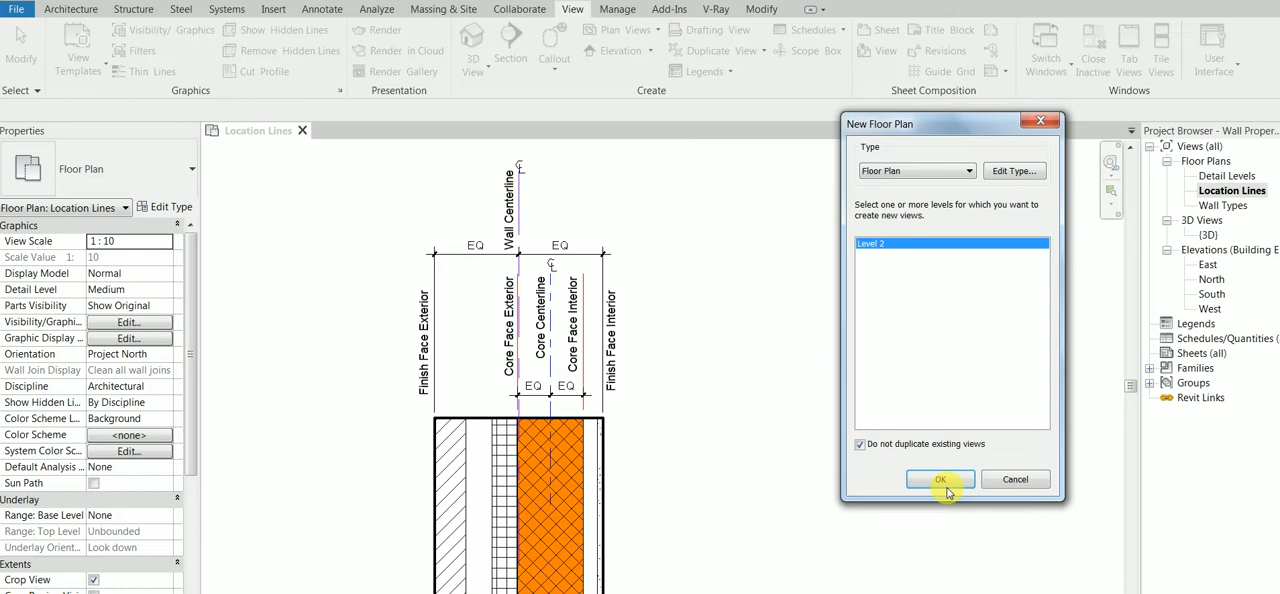 File Architecture Structure Steel Systems Insert Annotate Analyze Massing & Site Collaborate View Manage Add-Ins V-Ray Modify
Modify
View
Templates
Visibility/ Graphics
Filters
Thin Lines
Show Hidden Lines
Remove Hidden Lines
Cut Profile
Render
Render in Cloud
Render Gallery
3D
View
Section
Callout
Plan Views
Elevation
Drafting View
Duplicate View
Legends
Schedules
Scope Box
Sheet
View
Title Block
Revisions
Guide Grid
Switch
Windows
Close
Inactive
Tab
Views
Tile
Views
User
Interface
Select
Graphics
Presentation
Create
Sheet Composition
Windows
Properties
Floor Plan
Floor Plan: Location Lines
Edit Type
Graphics
View Scale 1 : 10
Scale Value 1: 10
Display Model Normal
Detail Level Medium
Parts Visibility Show Original
Visibility/Graphi... Edit...
Graphic Display ... Edit...
Orientation Project North
Wall Join Display Clean all wall joins
Discipline Architectural
Show Hidden Li... By Discipline
Color Scheme L... Background
Color Scheme <none>
System Color Sc... Edit...
Default Analysis ... None
Sun Path
Underlay
Range: Base Level None
Range: Top Level Unbounded
Underlay Orient... Look down
Extents
Crop View
Location Lines
Wall Centerline
EQ EQ
Finish Face Exterior
Core Face Exterior
Core Centerline
Core Face Interior
Finish Face Interior
EQ EQ
New Floor Plan
Type
Floor Plan
Edit Type...
Select one or more levels for which you want to
create new views.
Level 2
Do not duplicate existing views
OK Cancel
Project Browser - Wall Proper...
Views (all)
Floor Plans
Detail Levels
Location Lines
Wall Types
3D Views
{3D}
Elevations (Building E
East
North
South
West
Legends
Schedules/Quantities (
Sheets (all)
Families
Groups
Revit Links